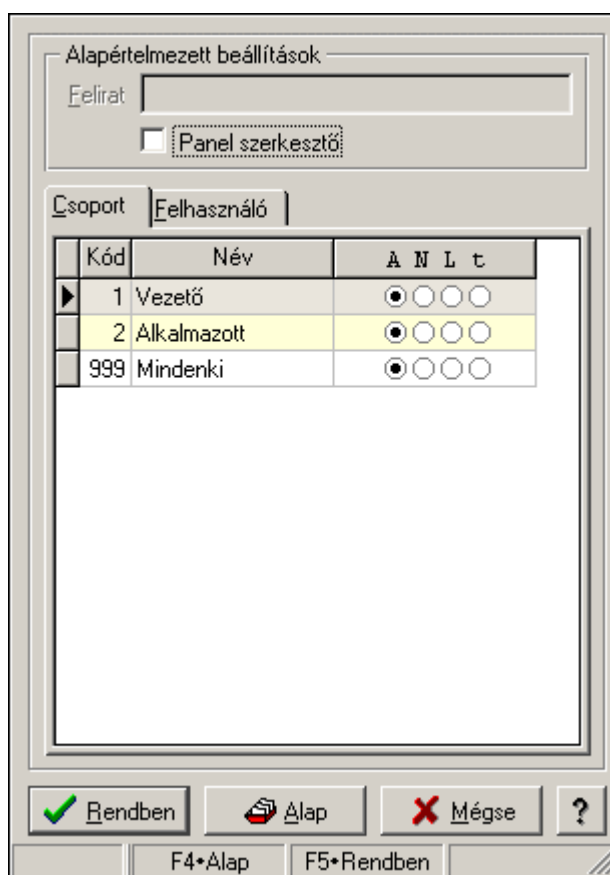 Alapértelmezett beállítások
Felirat
Panel szerkesztő
Csoport Felhasználó
Kód Név A N L t
1 Vezető
2 Alkalmazott
999 Mindenki
Rendben Alap Mégse ?
F4•Alap F5•Rendben